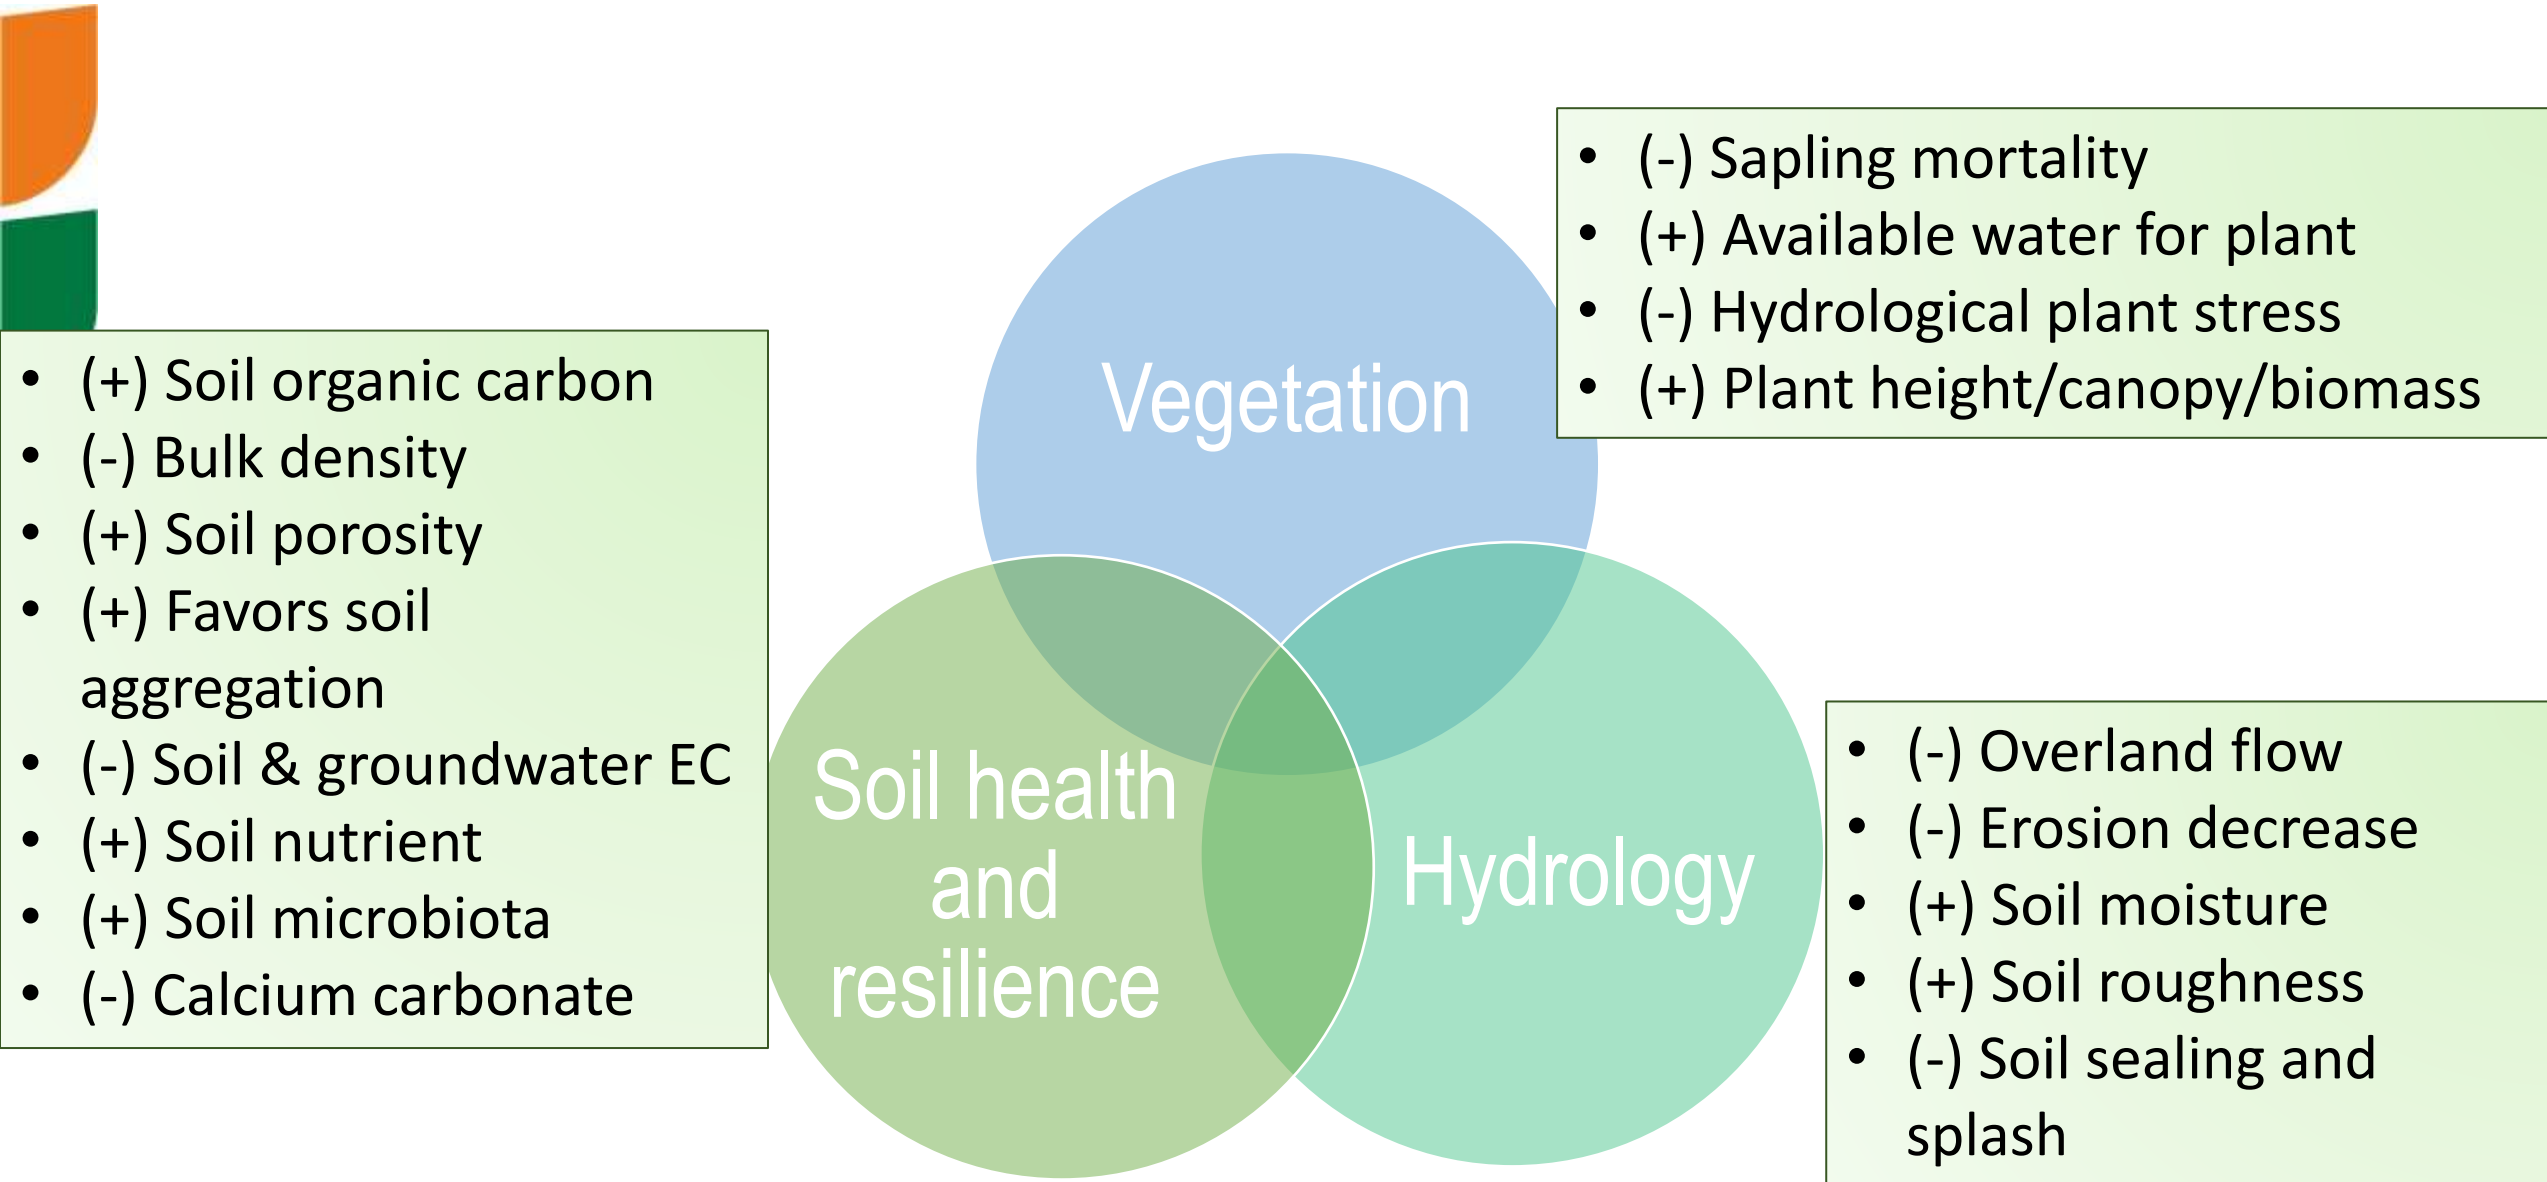 • (-) Sapling mortality
• (+) Available water for plant
• (-) Hydrological plant stress
• (+) Plant height/canopy/biomass
Vegetation
• (+) Soil organic carbon
• (-) Bulk density
• (+) Soil porosity
• (+) Favors soil
aggregation
• (-) Soil & groundwater EC
• (+) Soil nutrient
• (+) Soil microbiota
• (-) Calcium carbonate
Soil health
and
resilience
Hydrology
• (-) Overland flow
• (-) Erosion decrease
• (+) Soil moisture
• (+) Soil roughness
• (-) Soil sealing and
splash